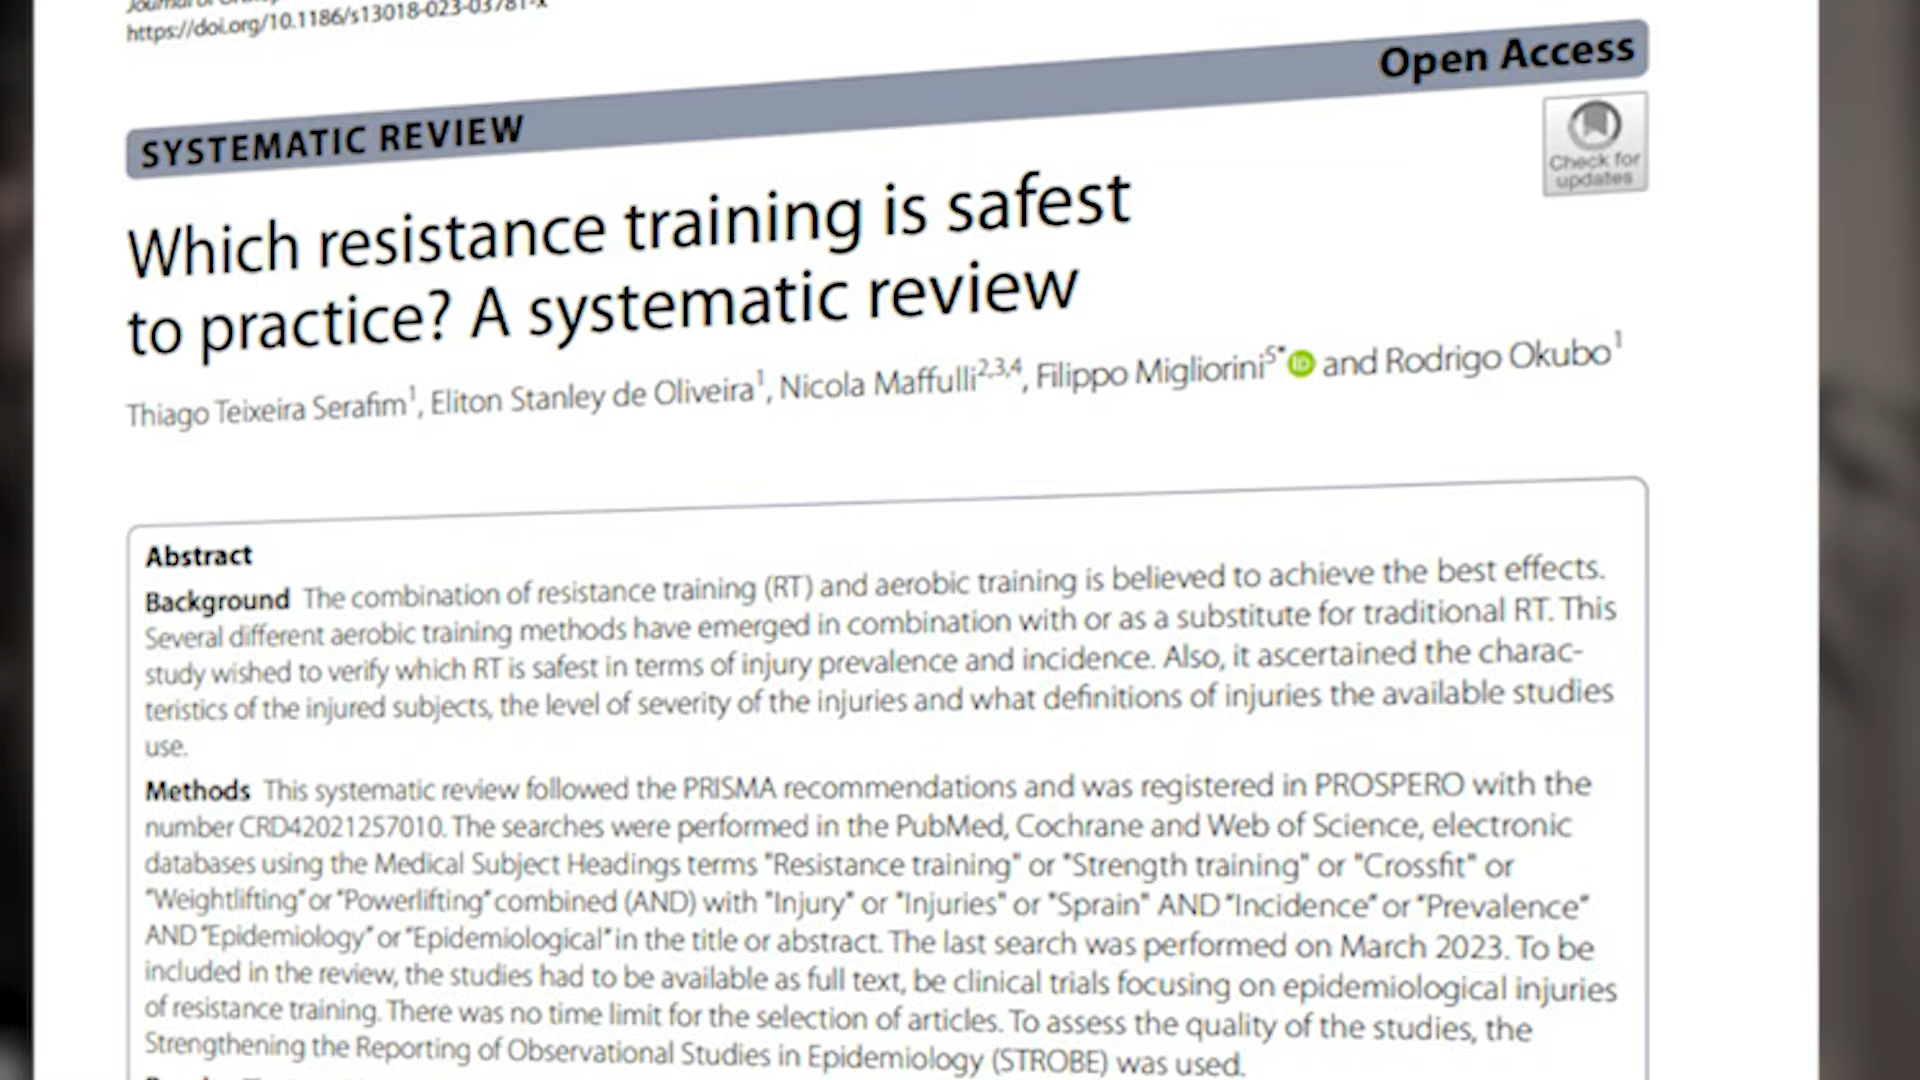 https://doi.org/10.1186/s13018-023-03781-x
Open Access
SYSTEMATIC REVIEW
Check for
updates
Which resistance training is safest
to practice? A systematic review
Thiago Teixeira Serafim1, Eliton Stanley de Oliveira1, Nicola Maffulli2,3,4, Filippo Migliorini5* iD and Rodrigo Okubo1
Abstract
Background The combination of resistance training (RT) and aerobic training is believed to achieve the best effects.
Several different aerobic training methods have emerged in combination with or as a substitute for traditional RT. This
study wished to verify which RT is safest in terms of injury prevalence and incidence. Also, it ascertained the charac-
teristics of the injured subjects, the level of severity of the injuries and what definitions of injuries the available studies
use.
Methods This systematic review followed the PRISMA recommendations and was registered in PROSPERO with the
number CRD42021257010. The searches were performed in the PubMed, Cochrane and Web of Science, electronic
databases using the Medical Subject Headings terms "Resistance training" or "Strength training" or "Crossfit" or
"Weightlifting" or "Powerlifting" combined (AND) with "Injury" or "Injuries" or "Sprain" AND "Incidence" or "Prevalence"
AND "Epidemiology" or "Epidemiological" in the title or abstract. The last search was performed on March 2023. To be
included in the review, the studies had to be available as full text, be clinical trials focusing on epidemiological injuries
of resistance training. There was no time limit for the selection of articles. To assess the quality of the studies, the
Strengthening the Reporting of Observational Studies in Epidemiology (STROBE) was used.